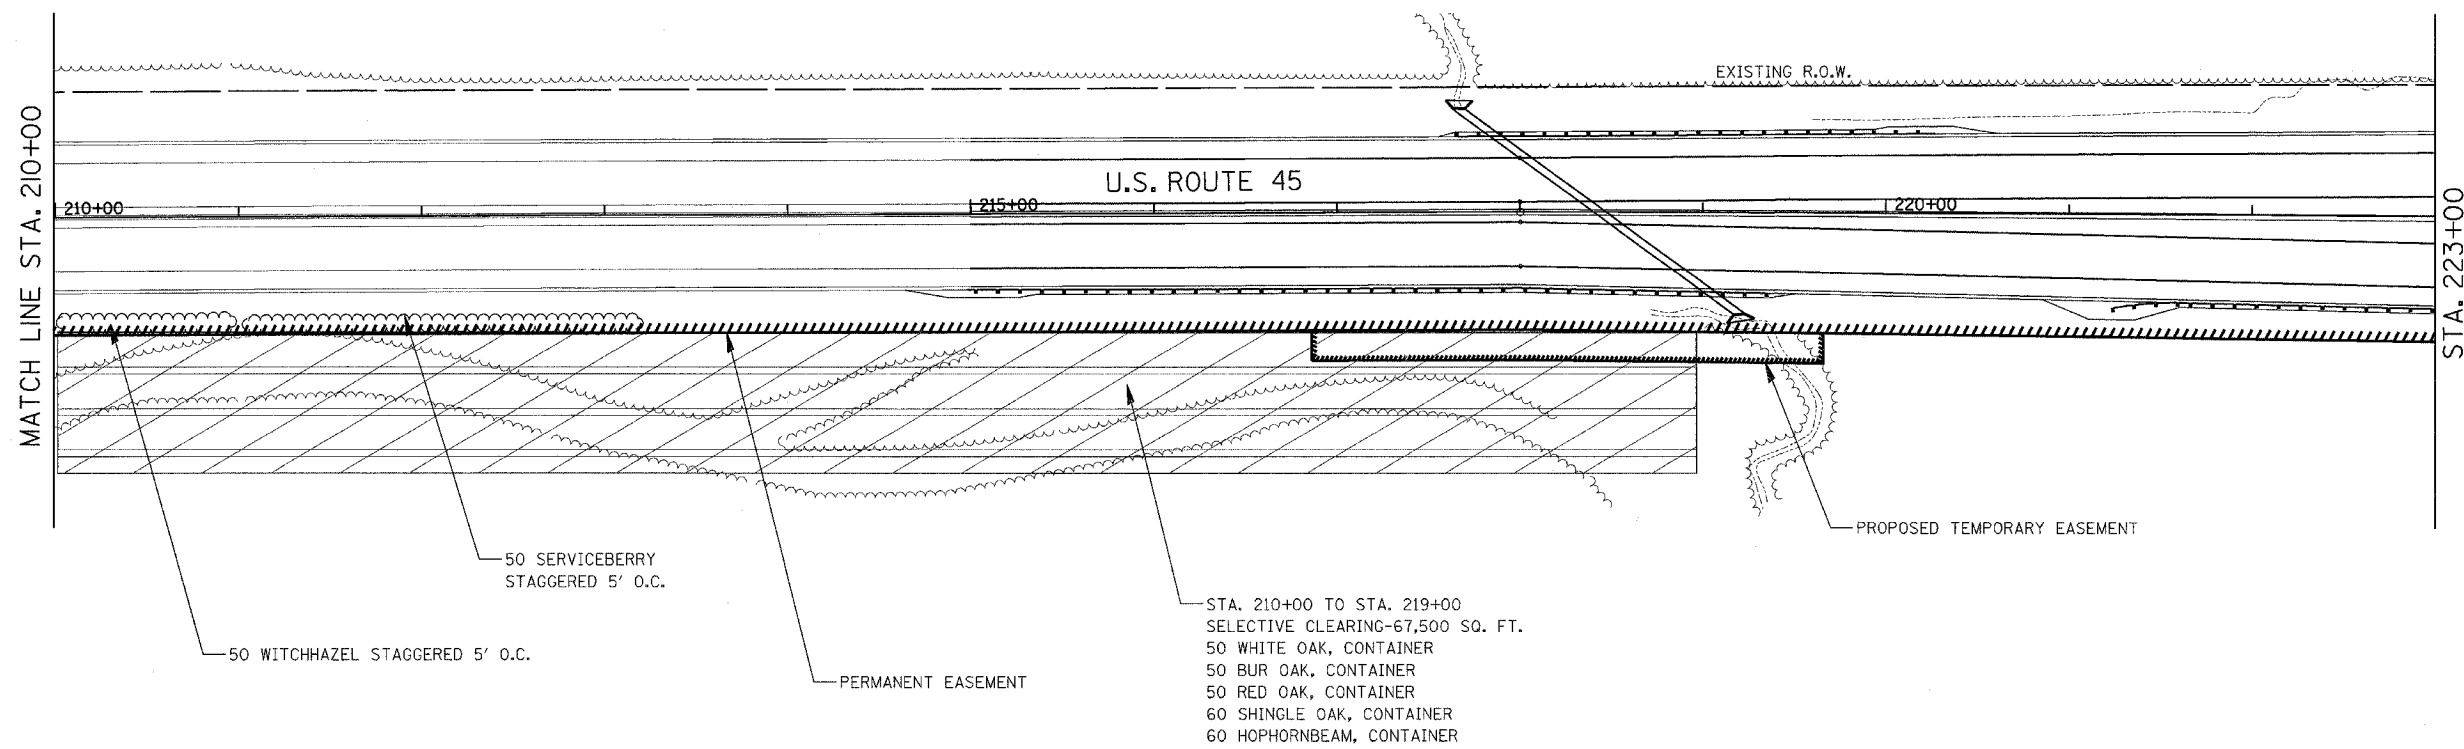 EXISTING R.O.W.
MATCH LINE STA. 210+00
U.S. ROUTE 45
210+00
215+00
220+00
STA. 223+00
PROPOSED TEMPORARY EASEMENT
50 SERVICEBERRY
STAGGERED 5' O.C.
STA. 210+00 TO STA. 219+00
SELECTIVE CLEARING-67,500 SQ. FT.
50 WHITE OAK, CONTAINER
50 BUR OAK, CONTAINER
50 RED OAK, CONTAINER
60 SHINGLE OAK, CONTAINER
60 HOPHORNBEAM, CONTAINER
50 WITCHHAZEL STAGGERED 5' O.C.
PERMANENT EASEMENT